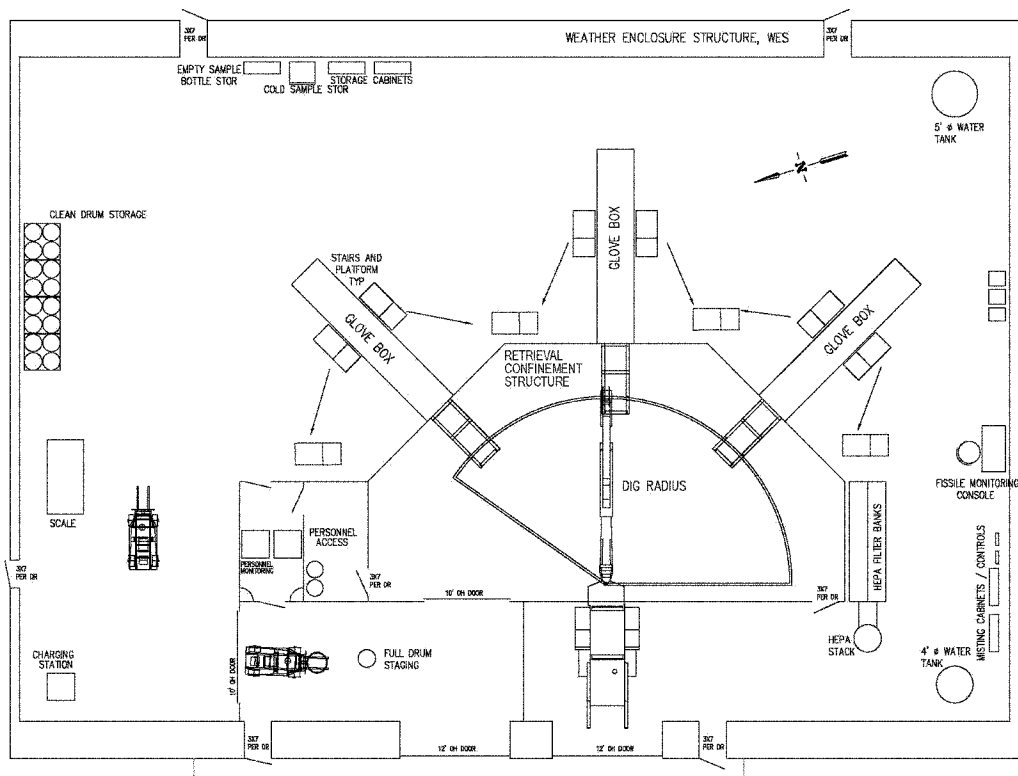 3X7
PER DR
WEATHER ENCLOSURE STRUCTURE, WES
3X7
PER DR
EMPTY SAMPLE
BOTTLE STOR
COLD SAMPLE STOR
STORAGE CABINETS
5' ø WATER
TANK
N
CLEAN DRUM STORAGE
GLOVE BOX
STAIRS AND
PLATFORM
TYP
GLOVE BOX
GLOVE BOX
RETRIEVAL
CONFINEMENT
STRUCTURE
DIG RADIUS
SCALE
FISSILE MONITORING
CONSOLE
PERSONNEL
ACCESS
PERSONNEL
MONITORING
3X7
PER DR
3X7
PER DR
3X7
PER DR
HEPA FILTER BANKS
MISTING CABINETS / CONTROLS
10' OH DOOR
HEPA
STACK
CHARGING
STATION
10' OH DOOR
FULL DRUM
STAGING
4' ø WATER
TANK
3X7
PER DR
12' OH DOOR
12' OH DOOR
3X7
PER DR